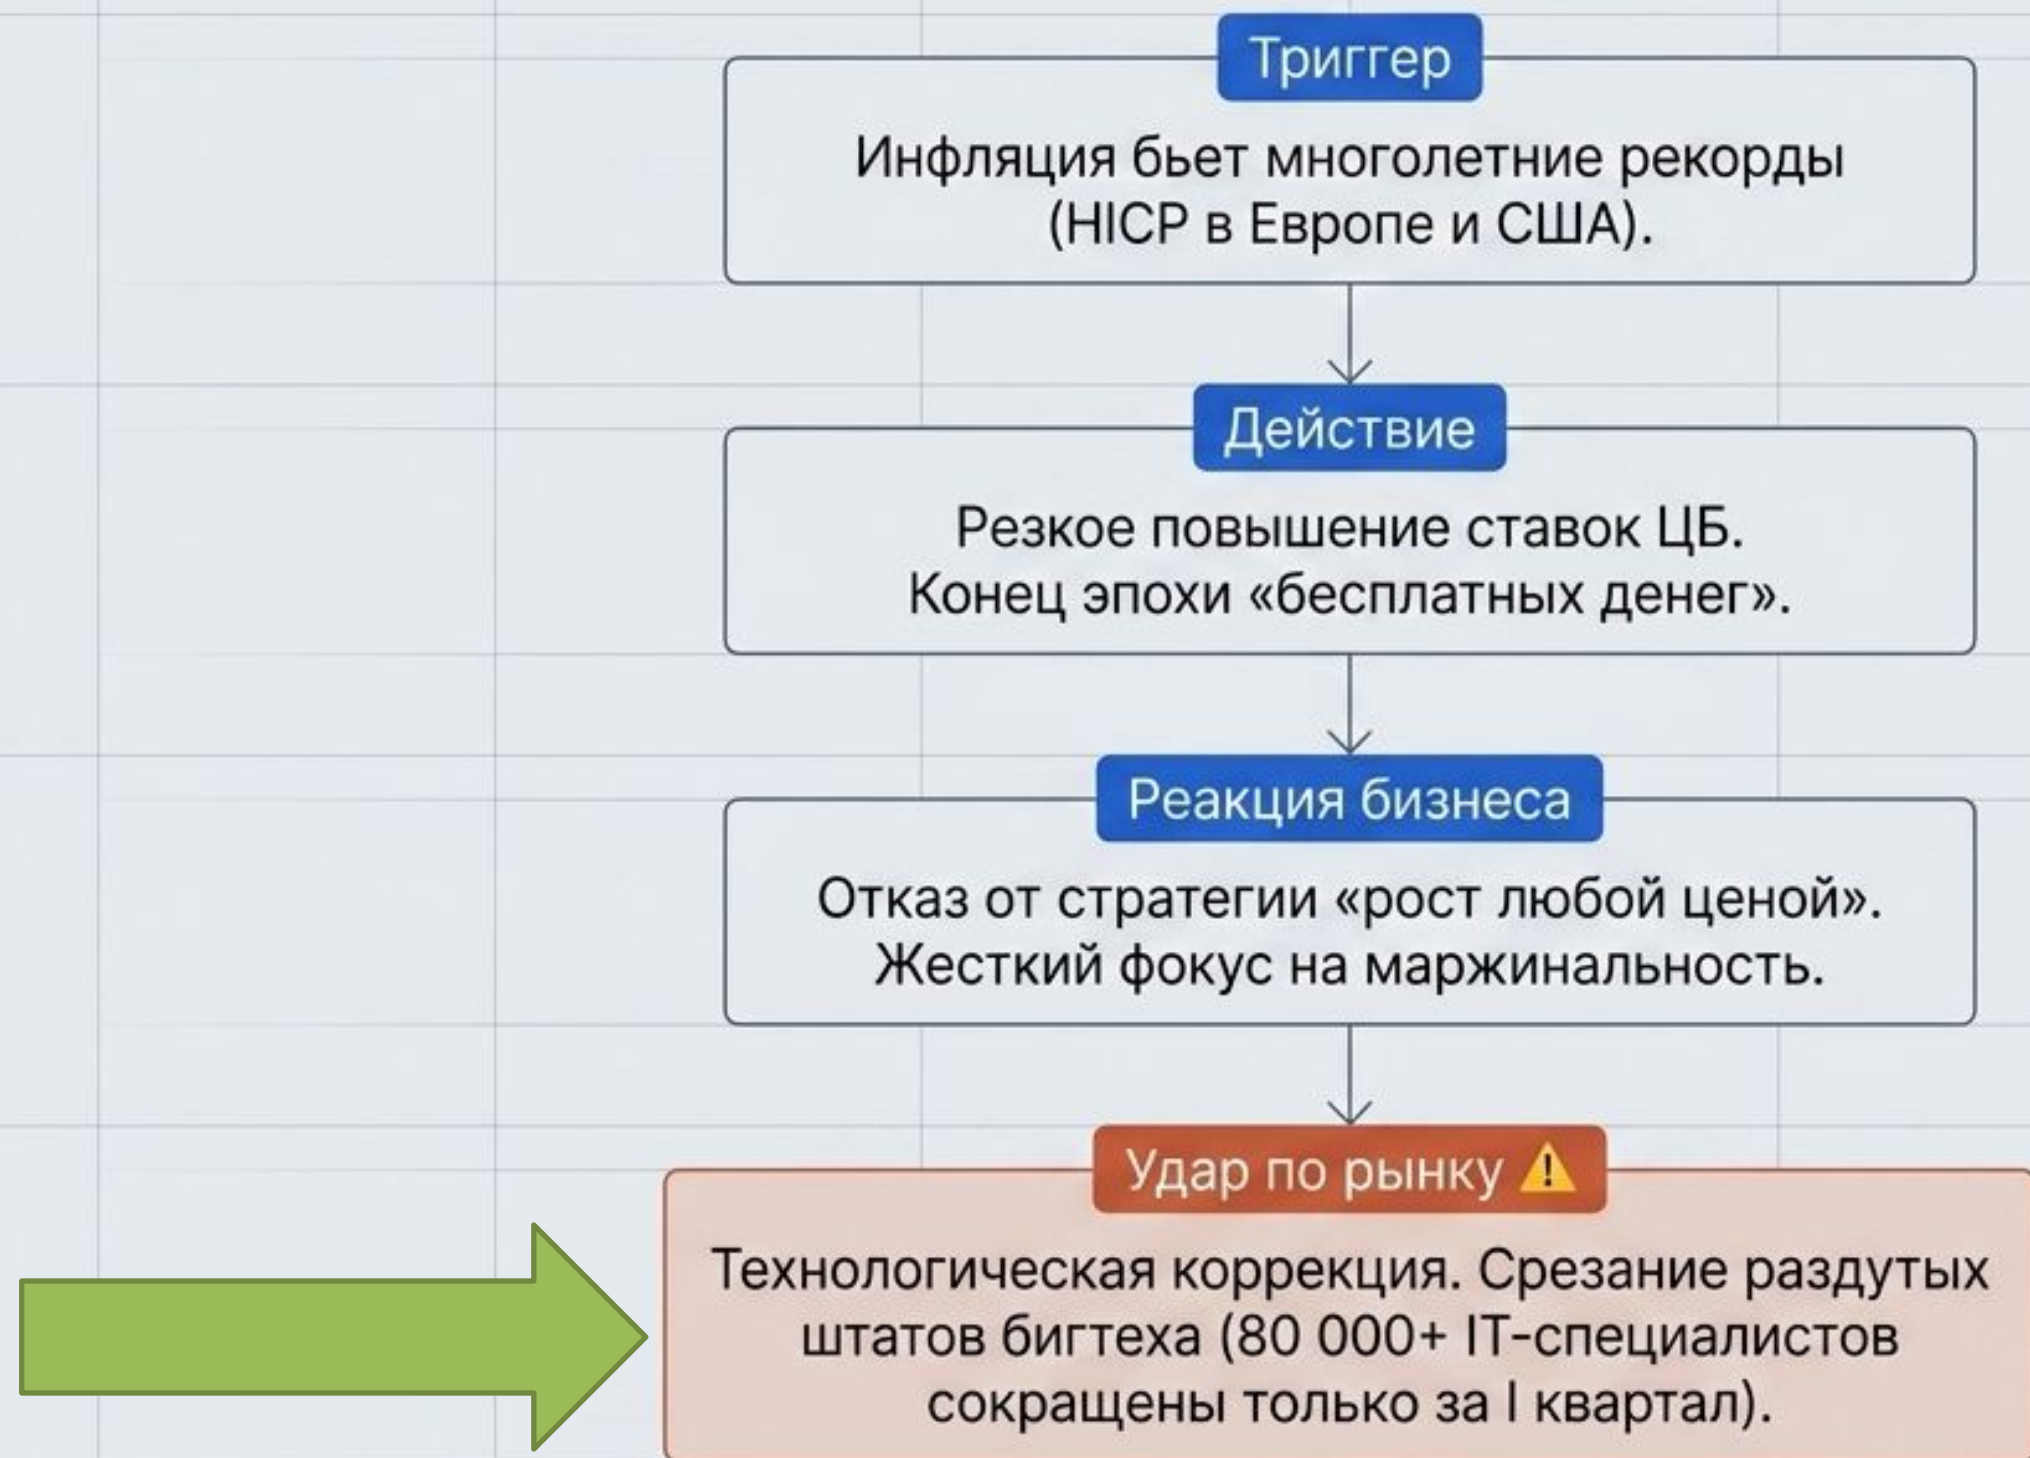 Триггер
Инфляция бьет многолетние рекорды
(HICP в Европе и США).
Действие
Резкое повышение ставок ЦБ.
Конец эпохи «бесплатных денег».
Реакция бизнеса
Отказ от стратегии «рост любой ценой».
Жесткий фокус на маржинальность.
Удар по рынку ⚠️
Технологическая коррекция. Срезание раздутых
штатов бигтеха (80 000+ IT-специалистов
сокращены только за I квартал).